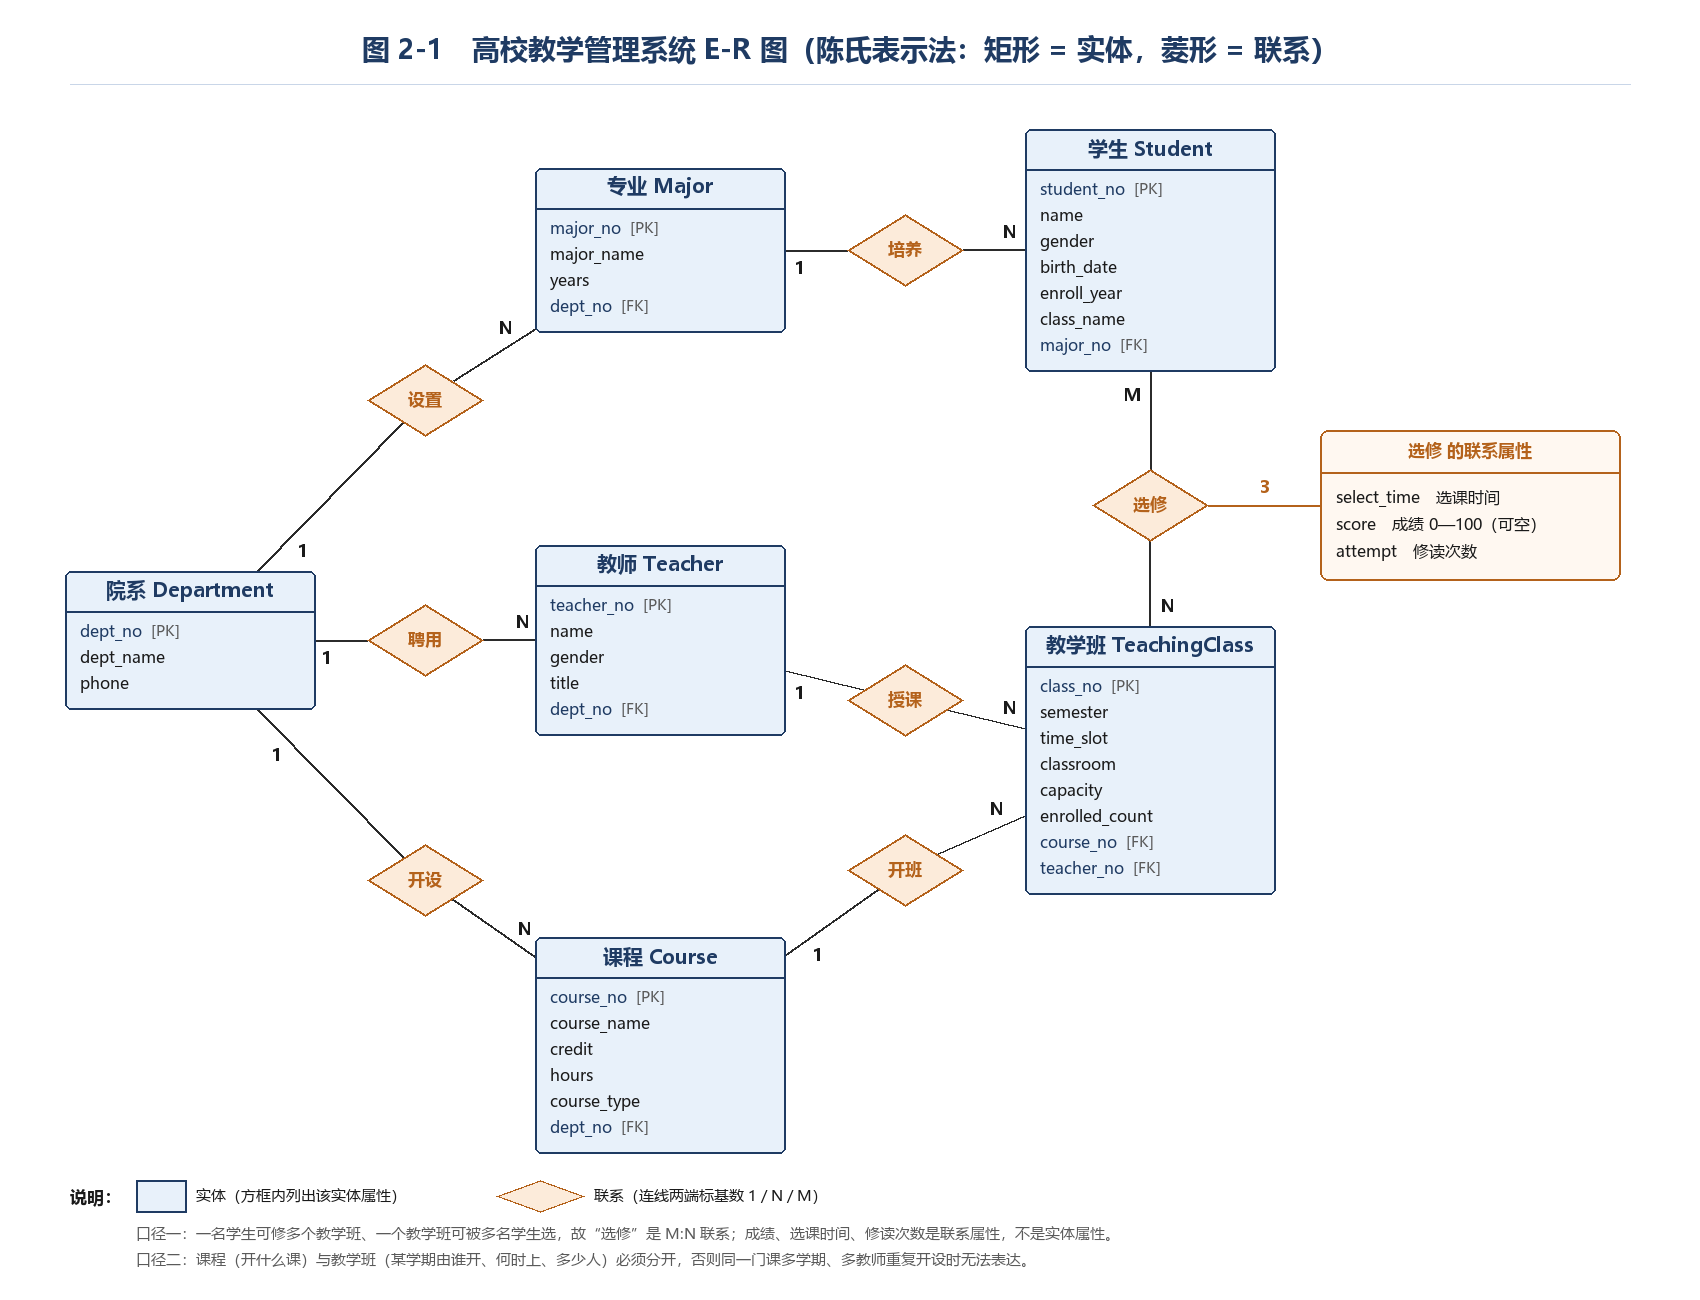 图 2-1　高校教学管理系统 E-R 图（陈氏表示法：矩形 = 实体，菱形 = 联系）
学生 Student
student_no [PK]
name
gender
birth_date
enroll_year
class_name
major_no [FK]
专业 Major
major_no [PK]
major_name
years
dept_no [FK]
1
培养
N
N
设置
1
M
选修
3
N
选修 的联系属性
select_time　选课时间
score　成绩 0—100（可空）
attempt　修读次数
院系 Department
dept_no [PK]
dept_name
phone
1
聘用
N
教师 Teacher
teacher_no [PK]
name
gender
title
dept_no [FK]
1
授课
N
教学班 TeachingClass
class_no [PK]
semester
time_slot
classroom
capacity
enrolled_count
course_no [FK]
teacher_no [FK]
1
开设
N
N
开班
1
课程 Course
course_no [PK]
course_name
credit
hours
course_type
dept_no [FK]
说明： 实体（方框内列出该实体属性） 联系（连线两端标基数 1 / N / M）
口径一：一名学生可修多个教学班、一个教学班可被多名学生选，故“选修”是 M:N 联系；成绩、选课时间、修读次数是联系属性，不是实体属性。
口径二：课程（开什么课）与教学班（某学期由谁开、何时上、多少人）必须分开，否则同一门课多学期、多教师重复开设时无法表达。